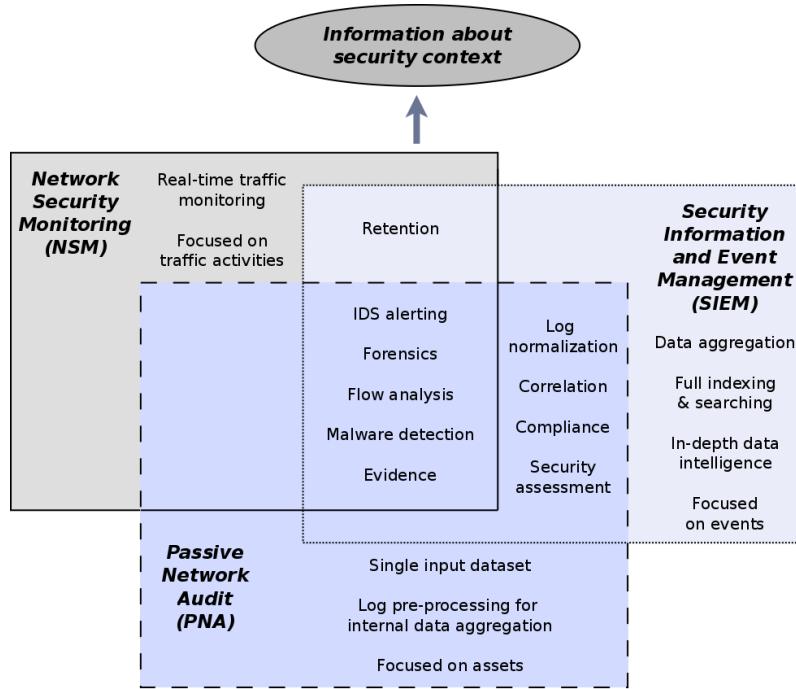 Information about
security context
Network
Security
Monitoring
(NSM)
Real-time traffic
monitoring
Focused on
traffic activities
Retention
Security
Information
and Event
Management
(SIEM)
Data aggregation
Full indexing
& searching
In-depth data
intelligence
Focused
on events
IDS alerting
Forensics
Flow analysis
Malware detection
Evidence
Log
normalization
Correlation
Compliance
Security
assessment
Passive
Network
Audit
(PNA)
Single input dataset
Log pre-processing for
internal data aggregation
Focused on assets